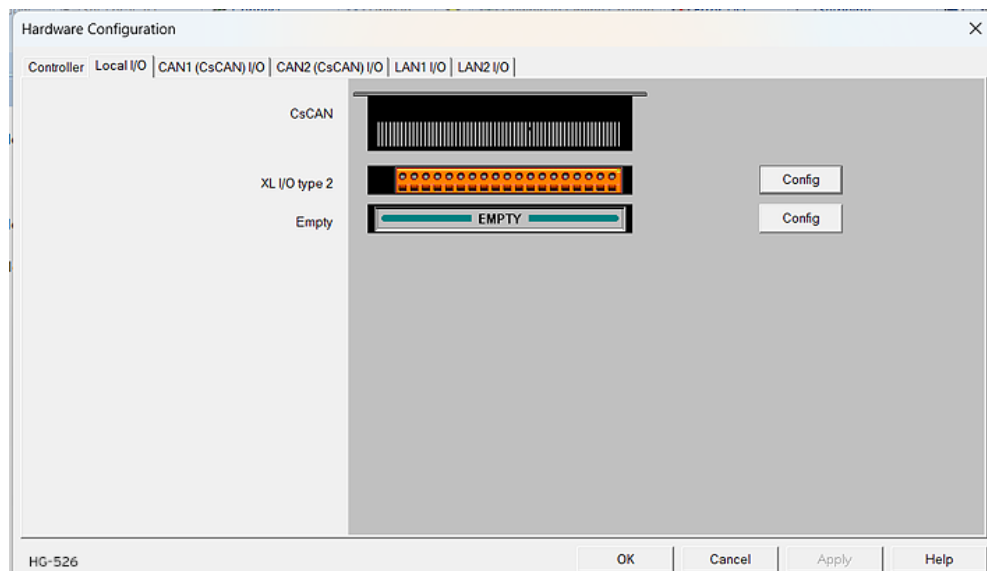 Hardware Configuration
Controller Local I/O CAN1 (CsCAN) I/O CAN2 (CsCAN) I/O LAN1 I/O LAN2 I/O
CsCAN
XL I/O type 2 Config
Empty EMPTY Config
HG-526 OK Cancel Apply Help